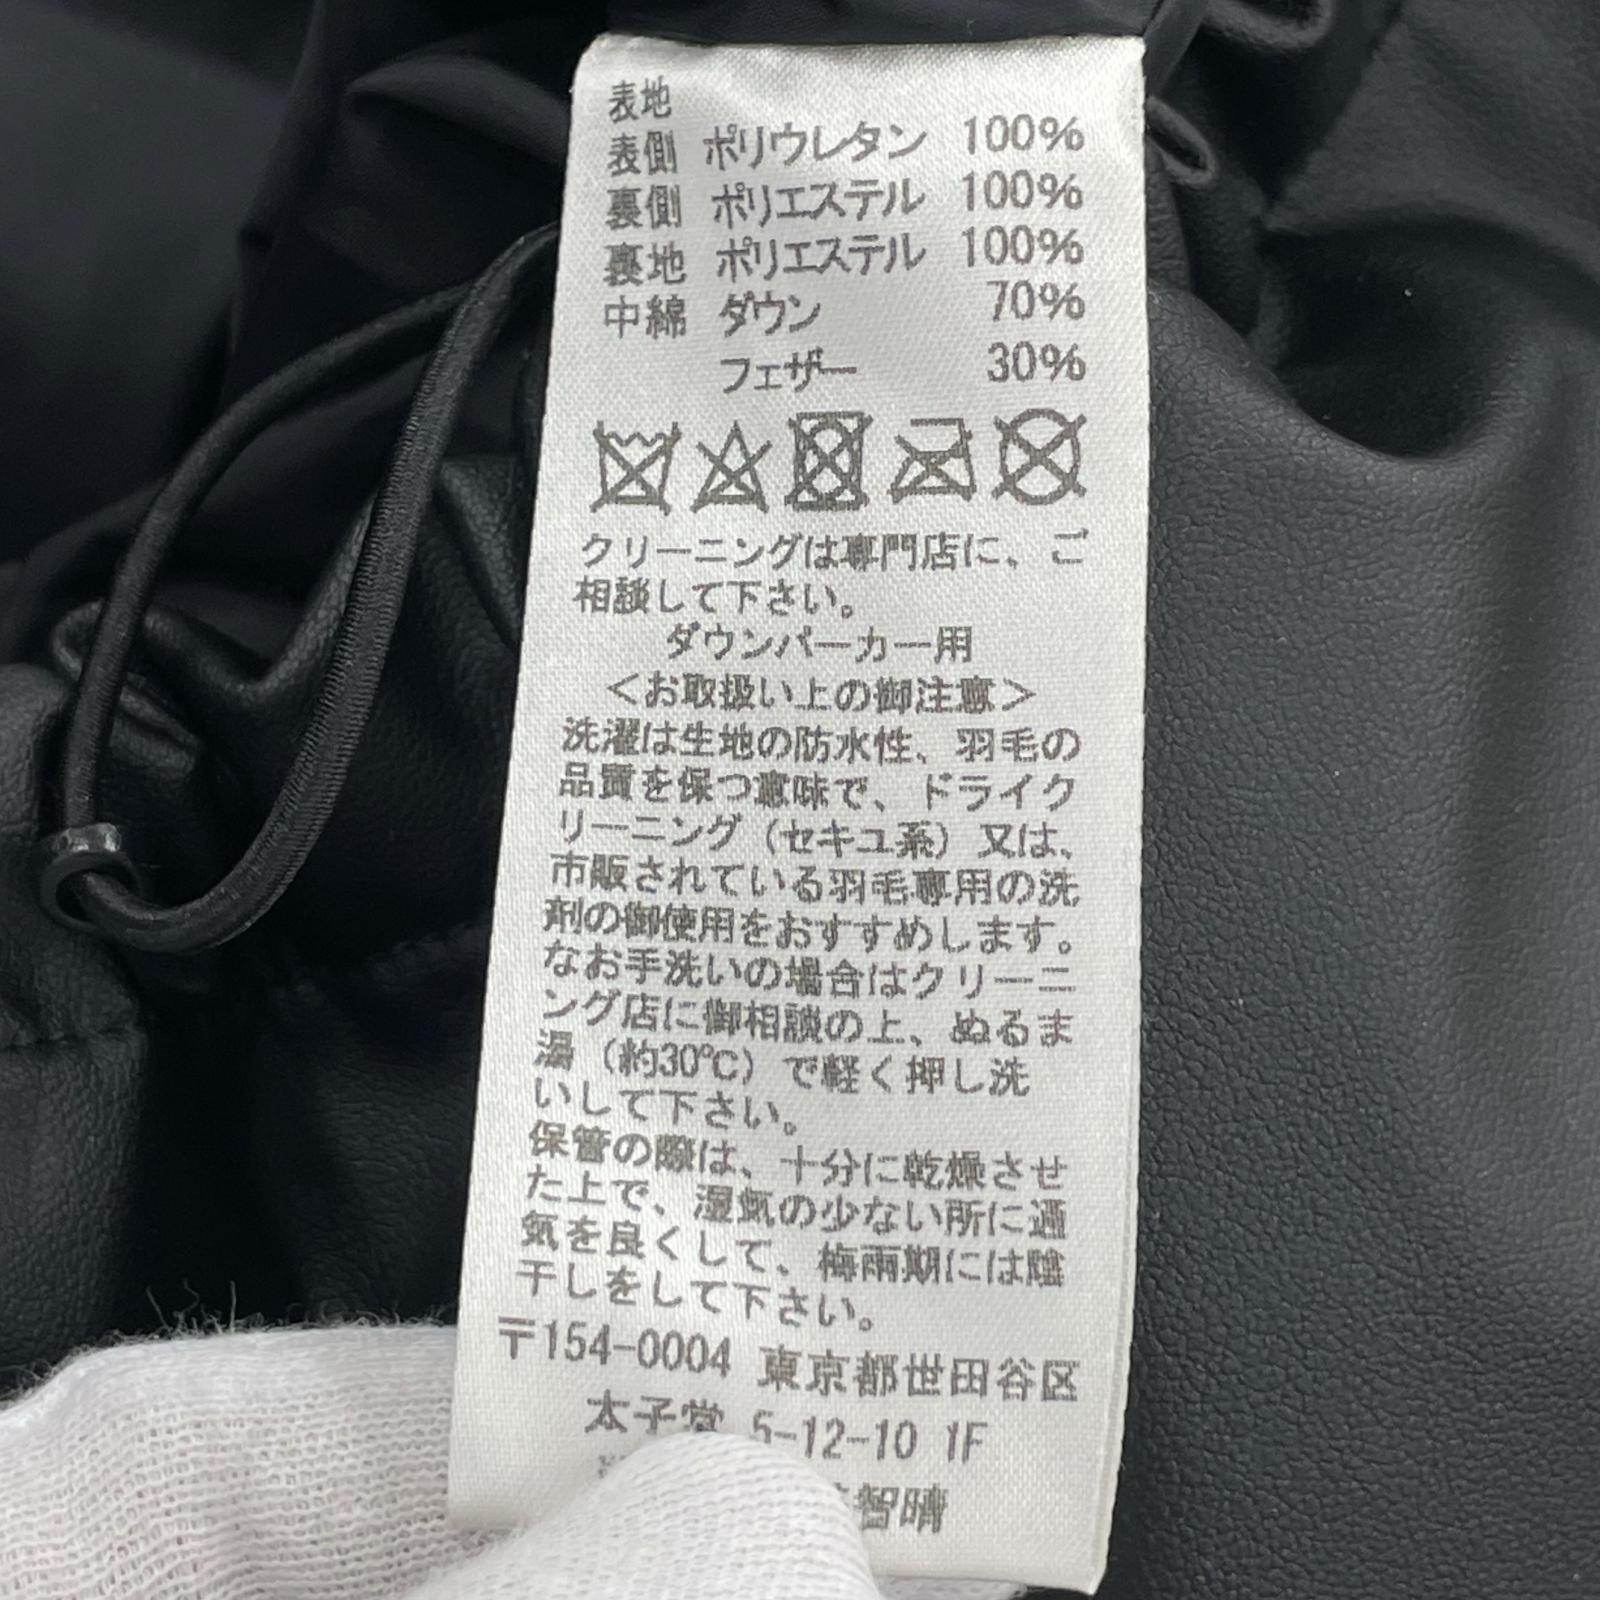 表地
表側 ポリウレタン 100%
裏側 ポリエステル 100%
裏地 ポリエステル 100%
中綿 ダウン 70%
フェザー 30%
クリーニングは専門店に、ご
相談して下さい。
ダウンパーカー用
＜お取扱い上の御注意＞
洗濯は生地の防水性、羽毛の
品質を保つ意味で、ドライク
リーニング（セキユ系）又は、
市販されている羽毛専用の洗
剤の御使用をおすすめします。
なお手洗いの場合はクリーニ
ング店に御相談の上、ぬるま
湯（約30℃）で軽く押し洗
いして下さい。
保管の際は、十分に乾燥させ
た上で、湿気の少ない所に通
気を良くして、梅雨期には陰
干しをして下さい。
〒154-0004 東京都世田谷区
太子堂 5-12-10 1F
智晴